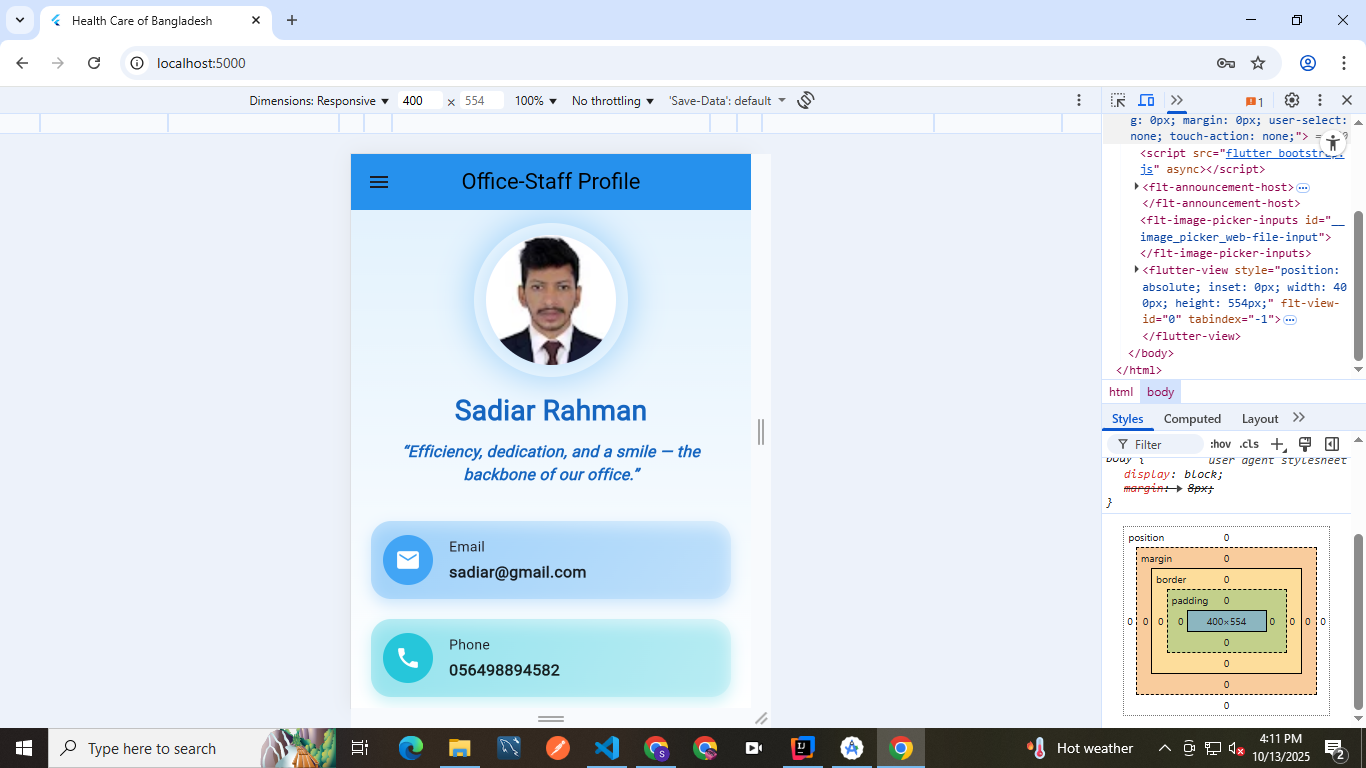 Health Care of Bangladesh
localhost:5000
Dimensions: Responsive 400 × 554 100% No throttling 'Save-Data': default
1
Office-Staff Profile
Sadiar Rahman
“Efficiency, dedication, and a smile — the
backbone of our office.”
Email
sadiar@gmail.com
Phone
056498894582
g: 0px; margin: 0px; user-select:
none; touch-action: none;">
<script src="flutter_bootstrap.
js" async></script>
<flt-announcement-host>
</flt-announcement-host>
<flt-image-picker-inputs id="__
image_picker_web-file-input">
</flt-image-picker-inputs>
<flutter-view style="position:
absolute; inset: 0px; width: 40
0px; height: 554px;" flt-view-
id="0" tabindex="-1">
</flutter-view>
</body>
</html>
html body
Styles Computed Layout
Filter :hov .cls
body { user agent stylesheet
display: block;
margin: 8px;
}
position 0
margin 0
border 0
padding 0
0 0 0 0 400×554 0 0 0 0
0
0
0
0
Type here to search
Hot weather
4:11 PM
10/13/2025
2